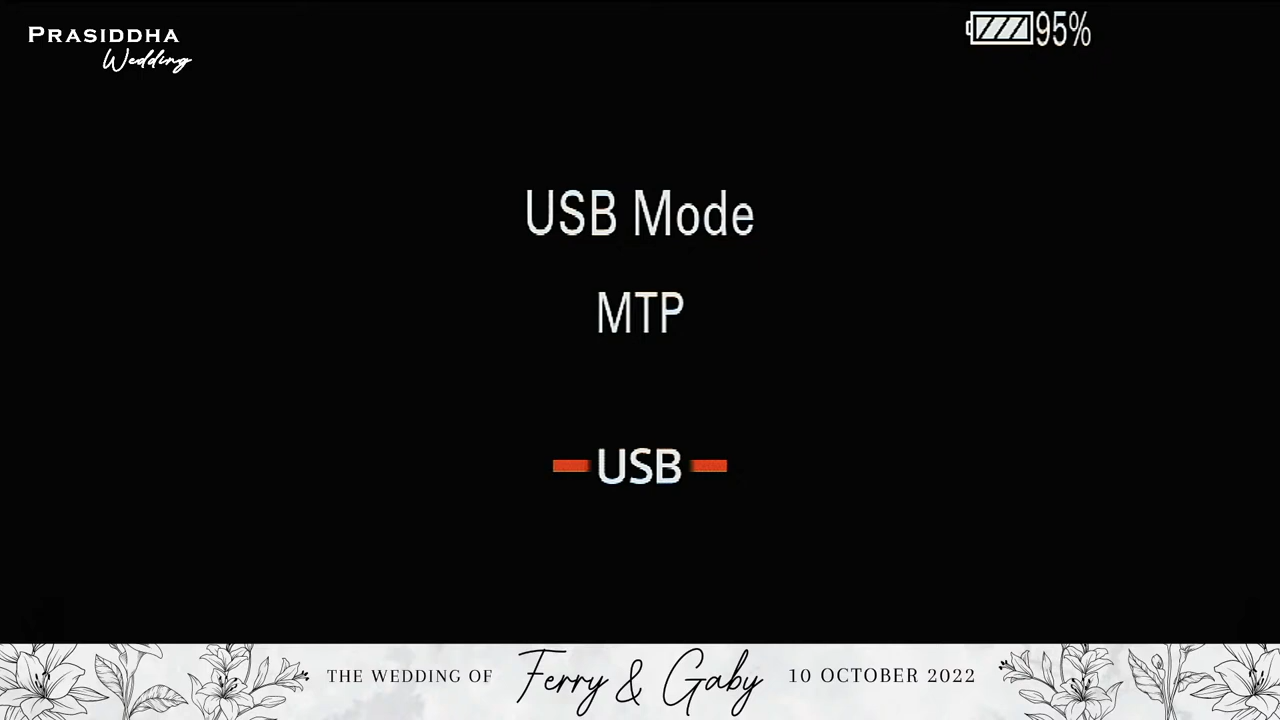 PRASIDDHA
Wedding
95%
USB Mode
MTP
USB
THE WEDDING OF Ferry & Gaby 10 OCTOBER 2022